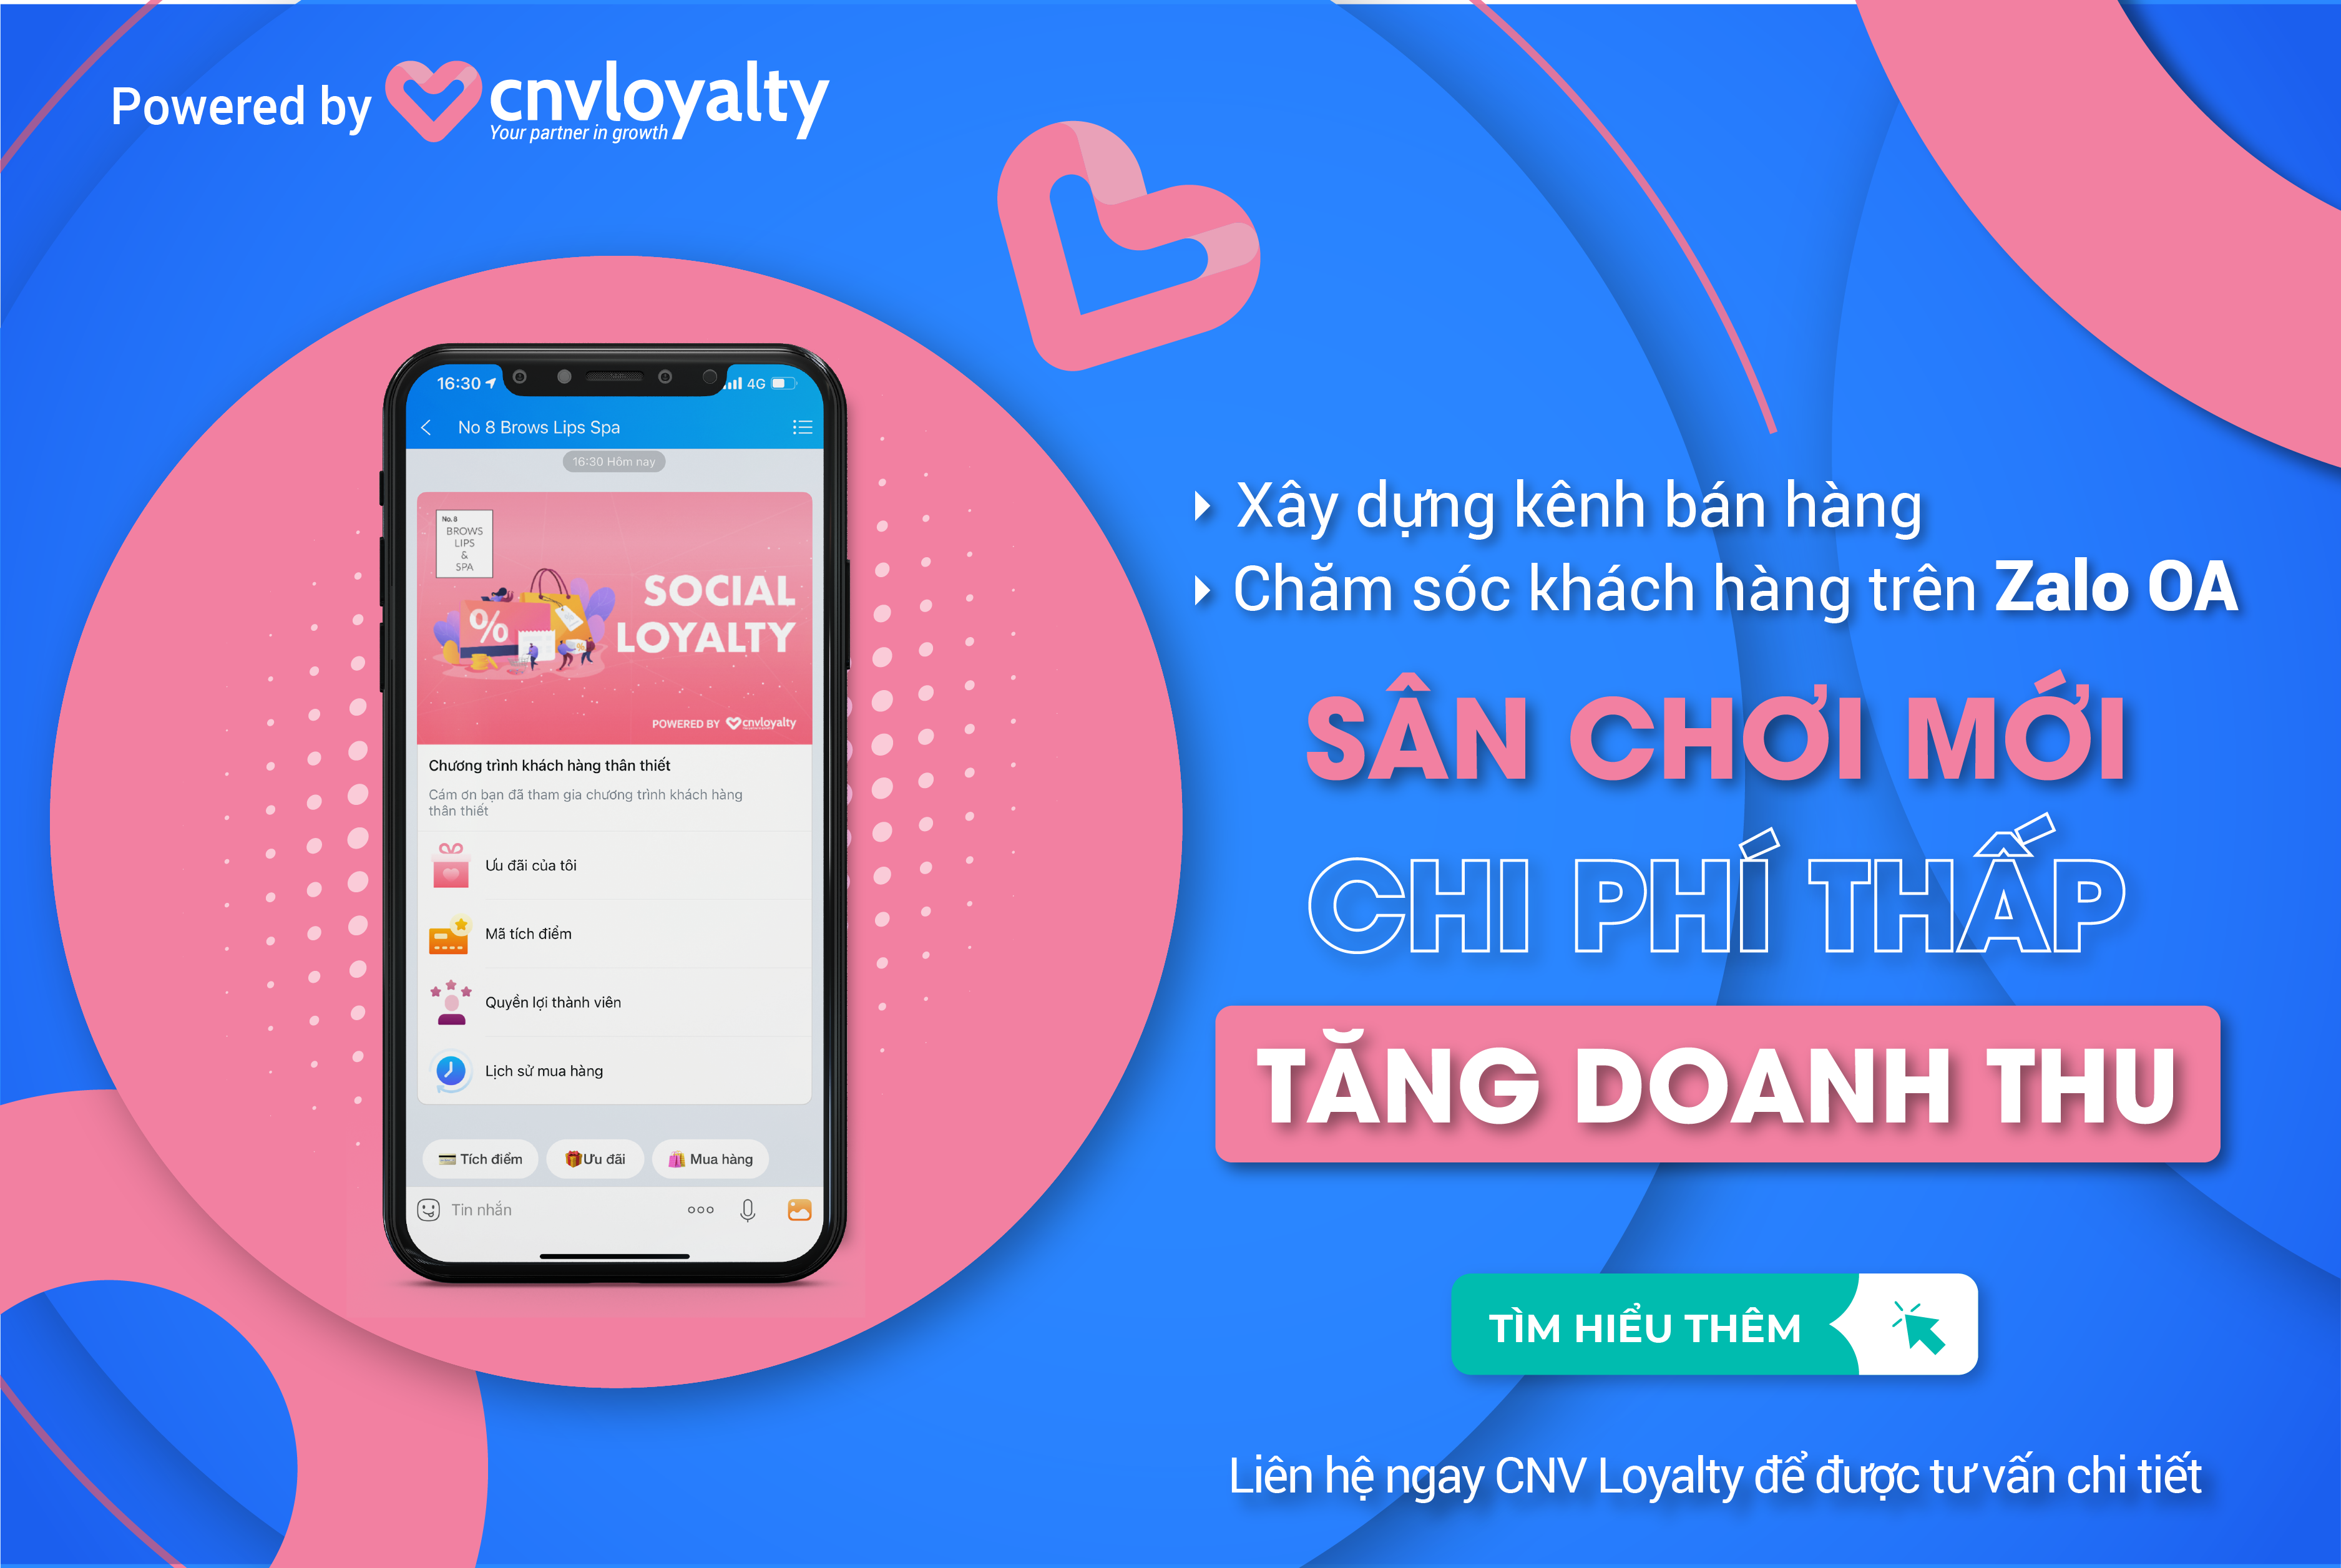 Powered by cnvloyalty
Your partner in growth
16:30 4G
No 8 Brows Lips Spa
16:30 Hôm nay
No. 8
BROWS
LIPS
&
SPA
%
SOCIAL
LOYALTY
POWERED BY cnvloyalty
Chương trình khách hàng thân thiết
Cám ơn bạn đã tham gia chương trình khách hàng
thân thiết
Ưu đãi của tôi
Mã tích điểm
Quyền lợi thành viên
Lịch sử mua hàng
Tích điểm Ưu đãi Mua hàng
Tin nhắn
Xây dựng kênh bán hàng
Chăm sóc khách hàng trên Zalo OA
SÂN CHƠI MỚI
CHI PHÍ THẤP
TĂNG DOANH THU
TÌM HIỂU THÊM
Liên hệ ngay CNV Loyalty để được tư vấn chi tiết